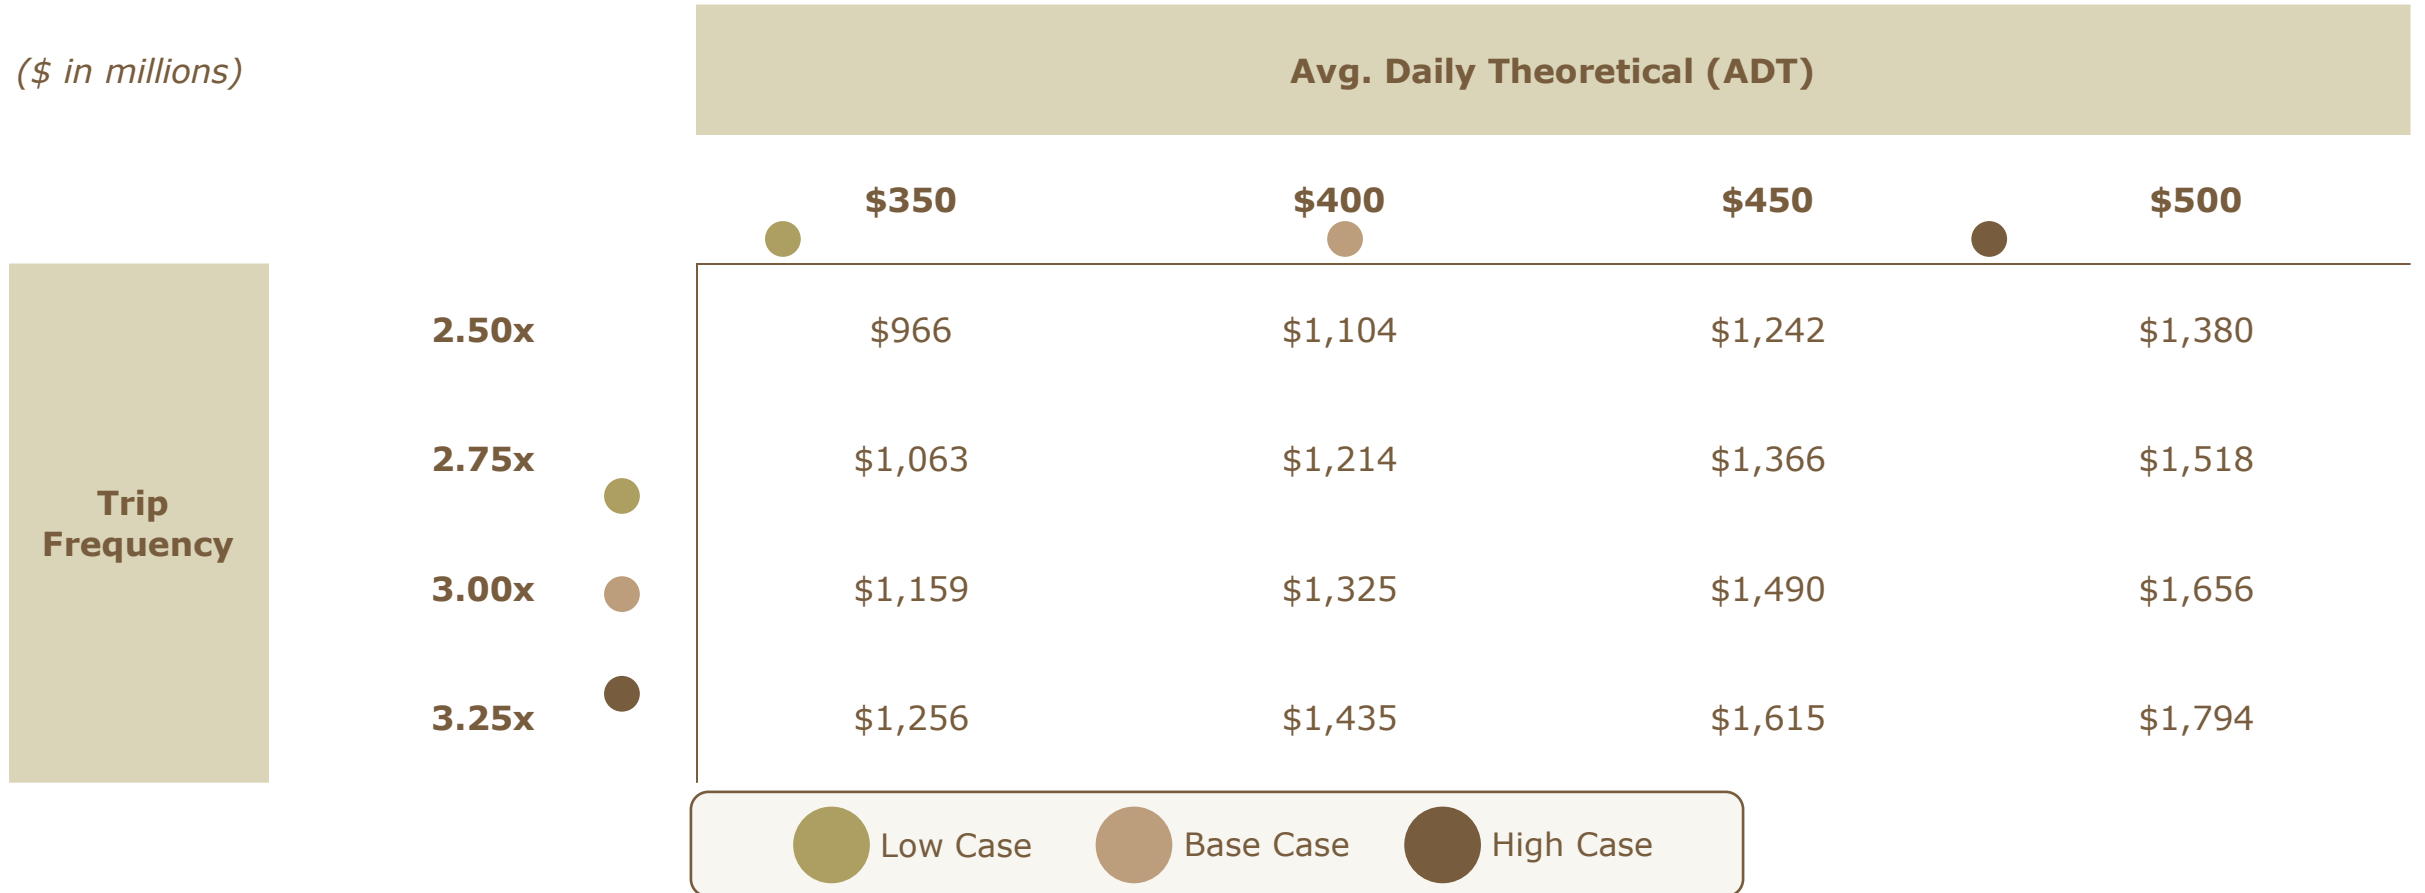 ($ in millions)
Avg. Daily Theoretical (ADT)
$350 $400 $450 $500
2.50x $966 $1,104 $1,242 $1,380
2.75x $1,063 $1,214 $1,366 $1,518
Trip
Frequency
3.00x $1,159 $1,325 $1,490 $1,656
3.25x $1,256 $1,435 $1,615 $1,794
Low Case Base Case High Case